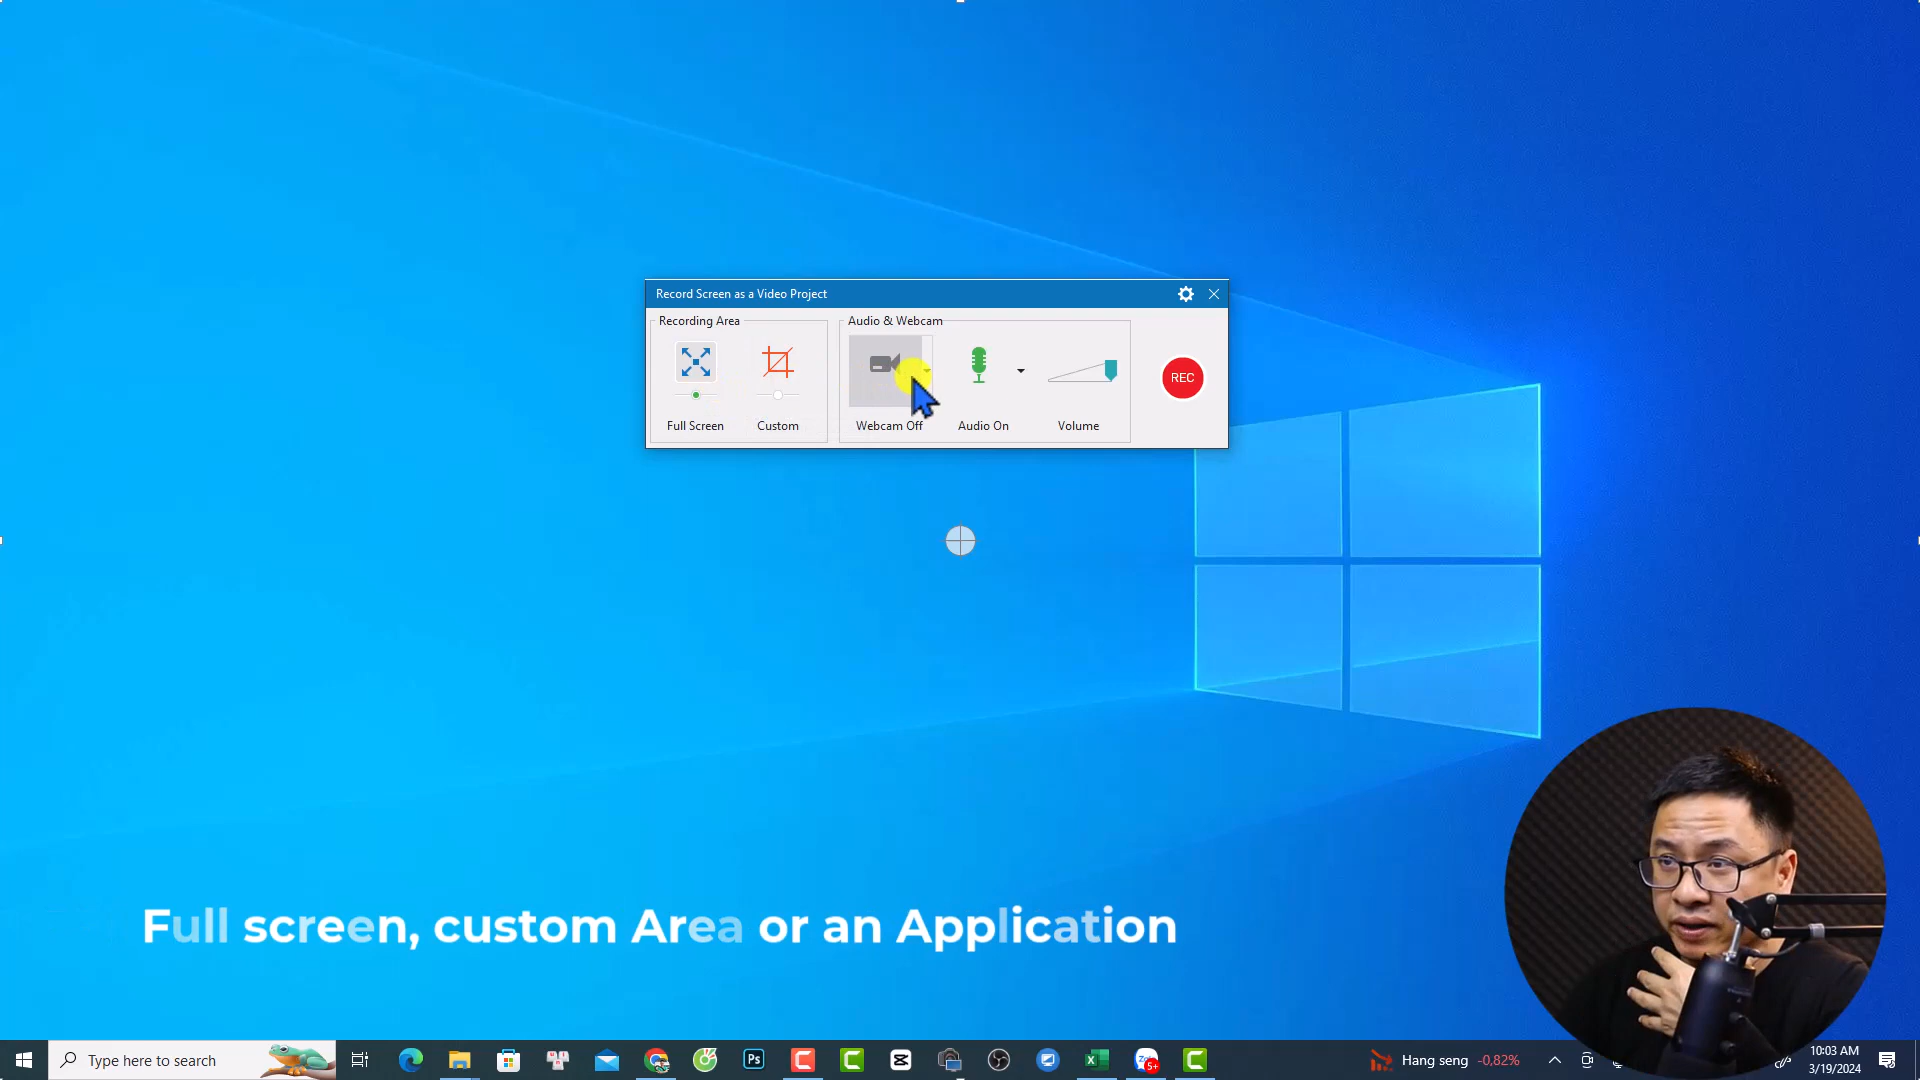 Record Screen as a Video Project
Recording Area
Audio & Webcam
REC
Full Screen
Custom
Webcam Off
Audio On
Volume
Full screen, custom Area or an Application
Type here to search
Ps
5+
Hang seng -0,82%
10:03 AM
3/19/2024